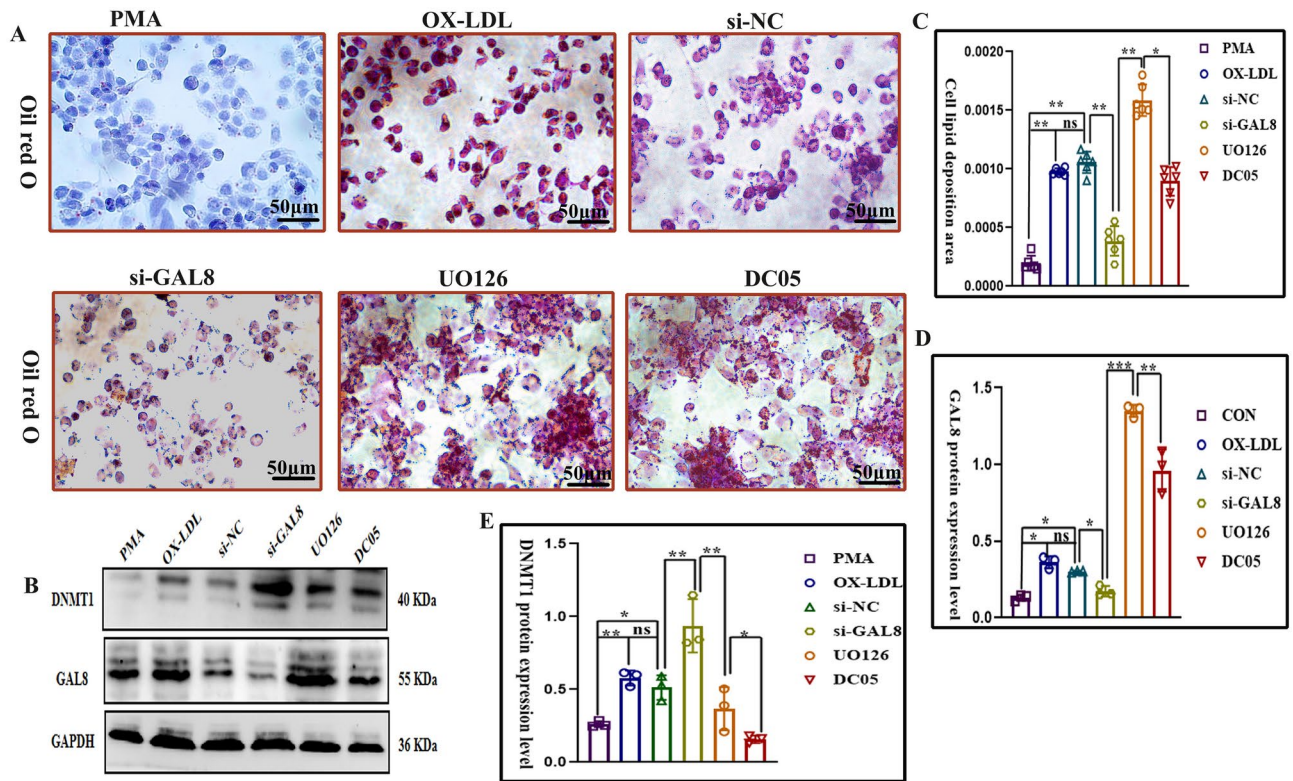 A
PMA
OX-LDL
si-NC
Oil red O
50μm
50μm
50μm
si-GAL8
UO126
DC05
Oil red O
50μm
50μm
50μm
B
PMA
OX-LDL
si-NC
si-GAL8
UO126
DC05
DNMT1
40 KDa
GAL8
55 KDa
GAPDH
36 KDa
C
Cell lipid deposition area
0.0020
0.0015
0.0010
0.0005
0.0000
**
*
**
**
** ns
PMA
OX-LDL
si-NC
si-GAL8
UO126
DC05
D
GAL8 protein expression level
1.5
1.0
0.5
0.0
***
**
*
*
* ns
CON
OX-LDL
si-NC
si-GAL8
UO126
DC05
E
DNMT1 protein expression level
1.5
1.0
0.5
0.0
**
**
*
*
** ns
PMA
OX-LDL
si-NC
si-GAL8
UO126
DC05